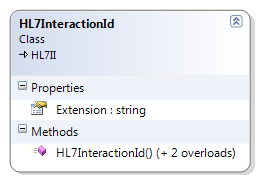 HL7InteractionId
Class
HL7II
Properties
Extension : string
Methods
HL7InteractionId() (+ 2 overloads)